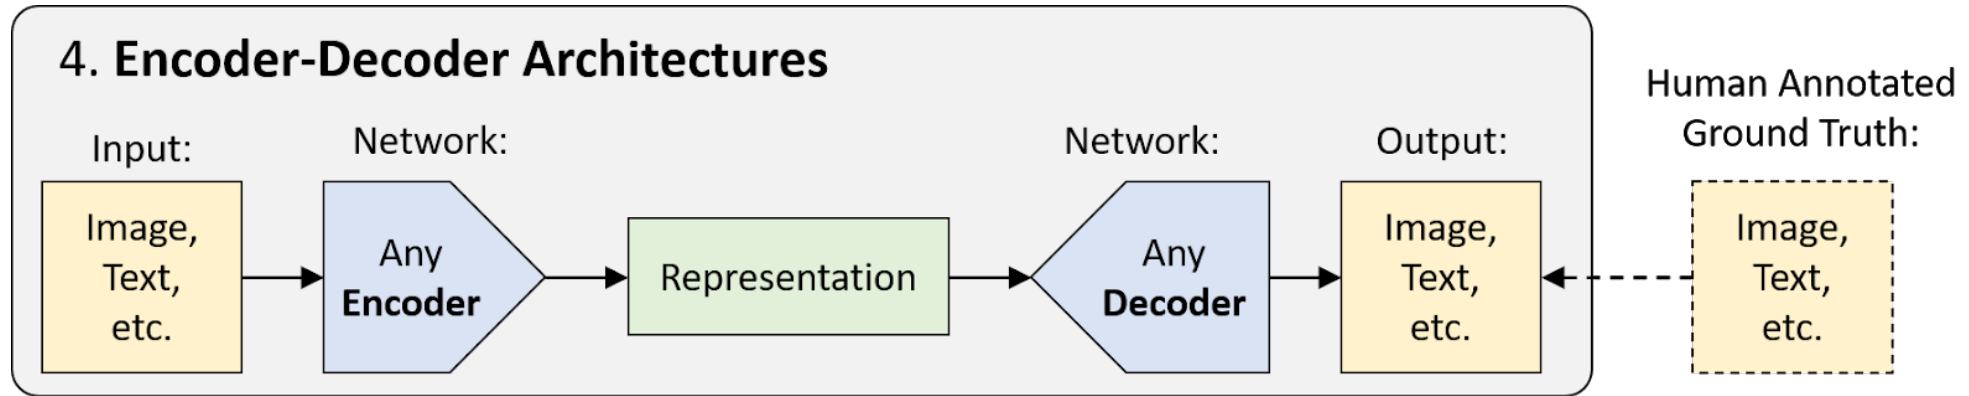 4. Encoder-Decoder Architectures
Input:
Image,
Text,
etc.
Network:
Any
Encoder
Representation
Network:
Any
Decoder
Output:
Image,
Text,
etc.
Human Annotated
Ground Truth:
Image,
Text,
etc.